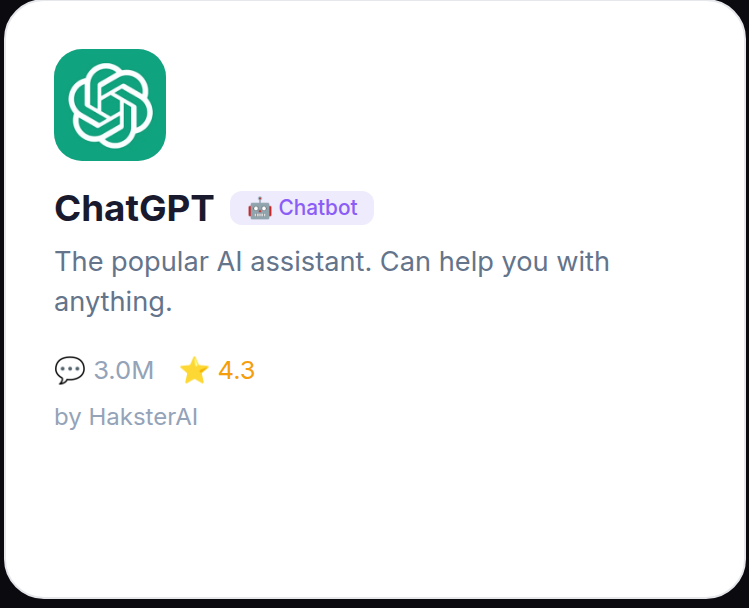 ChatGPT 🤖 Chatbot
The popular AI assistant. Can help you with
anything.
💬 3.0M ⭐ 4.3
by HaksterAI